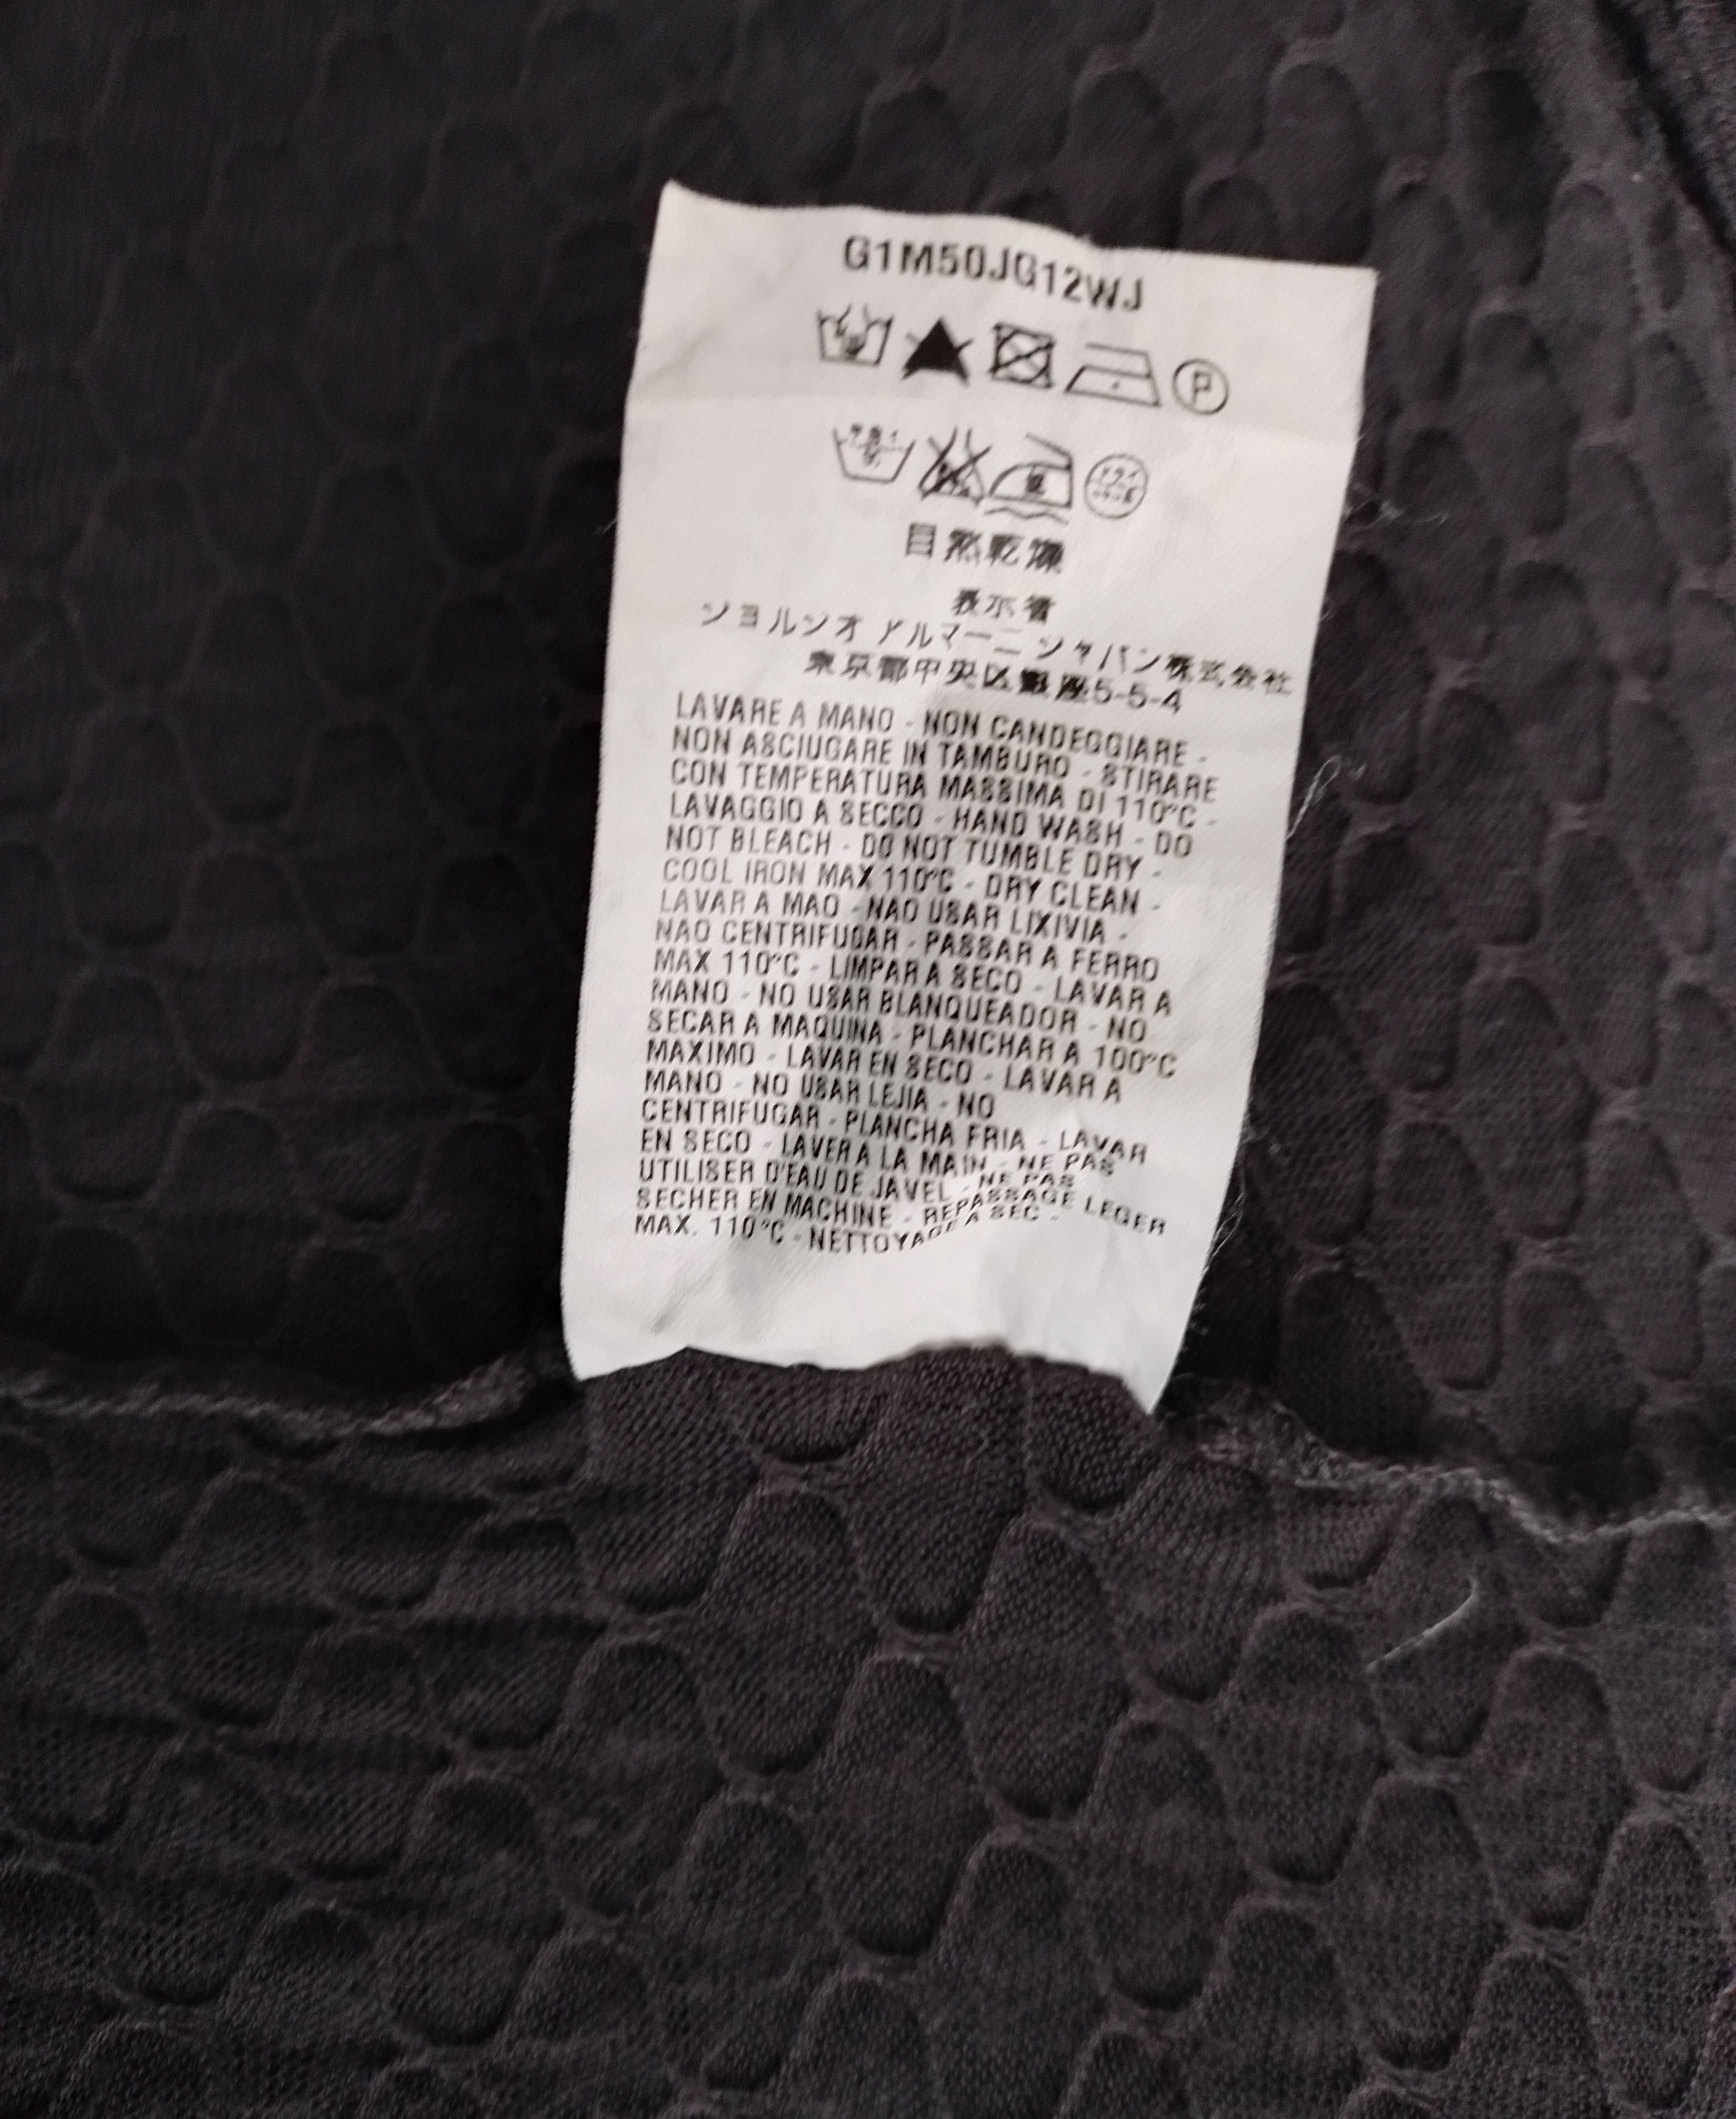 G1M50JG12WJ
P
自然乾燥
表示者
ジョルジオ アルマーニ ジャパン株式会社
東京都中央区銀座5-5-4
LAVARE A MANO - NON CANDEGGIARE -
NON ASCIUGARE IN TAMBURO - STIRARE
CON TEMPERATURA MASSIMA DI 110°C -
LAVAGGIO A SECCO - HAND WASH - DO
NOT BLEACH - DO NOT TUMBLE DRY -
COOL IRON MAX 110°C - DRY CLEAN -
LAVAR A MAO - NAO USAR LIXIVIA -
NAO CENTRIFUGAR - PASSAR A FERRO
MAX 110°C - LIMPAR A SECO - LAVAR A
MANO - NO USAR BLANQUEADOR - NO
SECAR A MAQUINA - PLANCHAR A 100°C
MAXIMO - LAVAR EN SECO - LAVAR A
MANO - NO USAR LEJIA - NO
CENTRIFUGAR - PLANCHA FRIA - LAVAR
EN SECO - LAVER A LA MAIN - NE PAS
UTILISER D'EAU DE JAVEL - NE PAS
SECHER EN MACHINE - REPASSAGE LEGER
MAX. 110°C - NETTOYAGE A SEC -